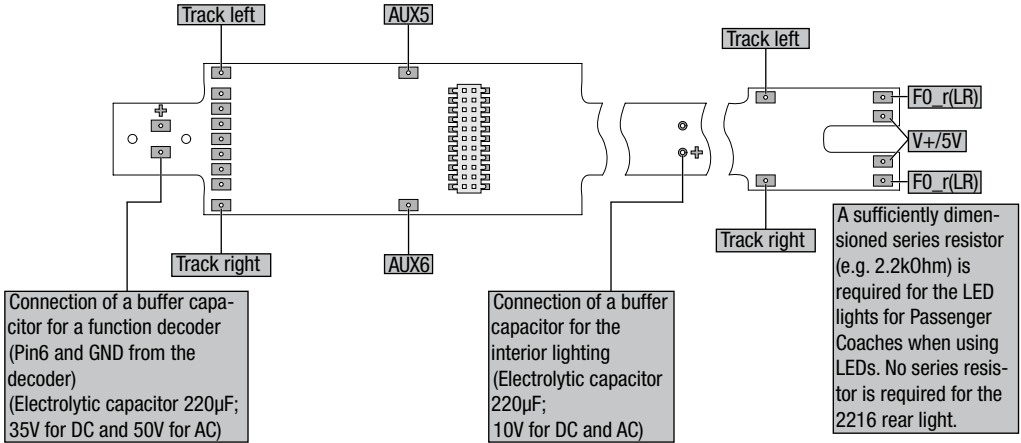 Track left
AUX5
Track left
F0_r(LR)
V+/5V
F0_r(LR)
Track right
AUX6
Track right
Connection of a buffer capa-
citor for a function decoder
(Pin6 and GND from the
decoder)
(Electrolytic capacitor 220µF;
35V for DC and 50V for AC)
Connection of a buffer
capacitor for the
interior lighting
(Electrolytic capacitor
220µF;
10V for DC and AC)
A sufficiently dimen-
sioned series resistor
(e.g. 2.2kOhm) is
required for the LED
lights for Passenger
Coaches when using
LEDs. No series resis-
tor is required for the
2216 rear light.